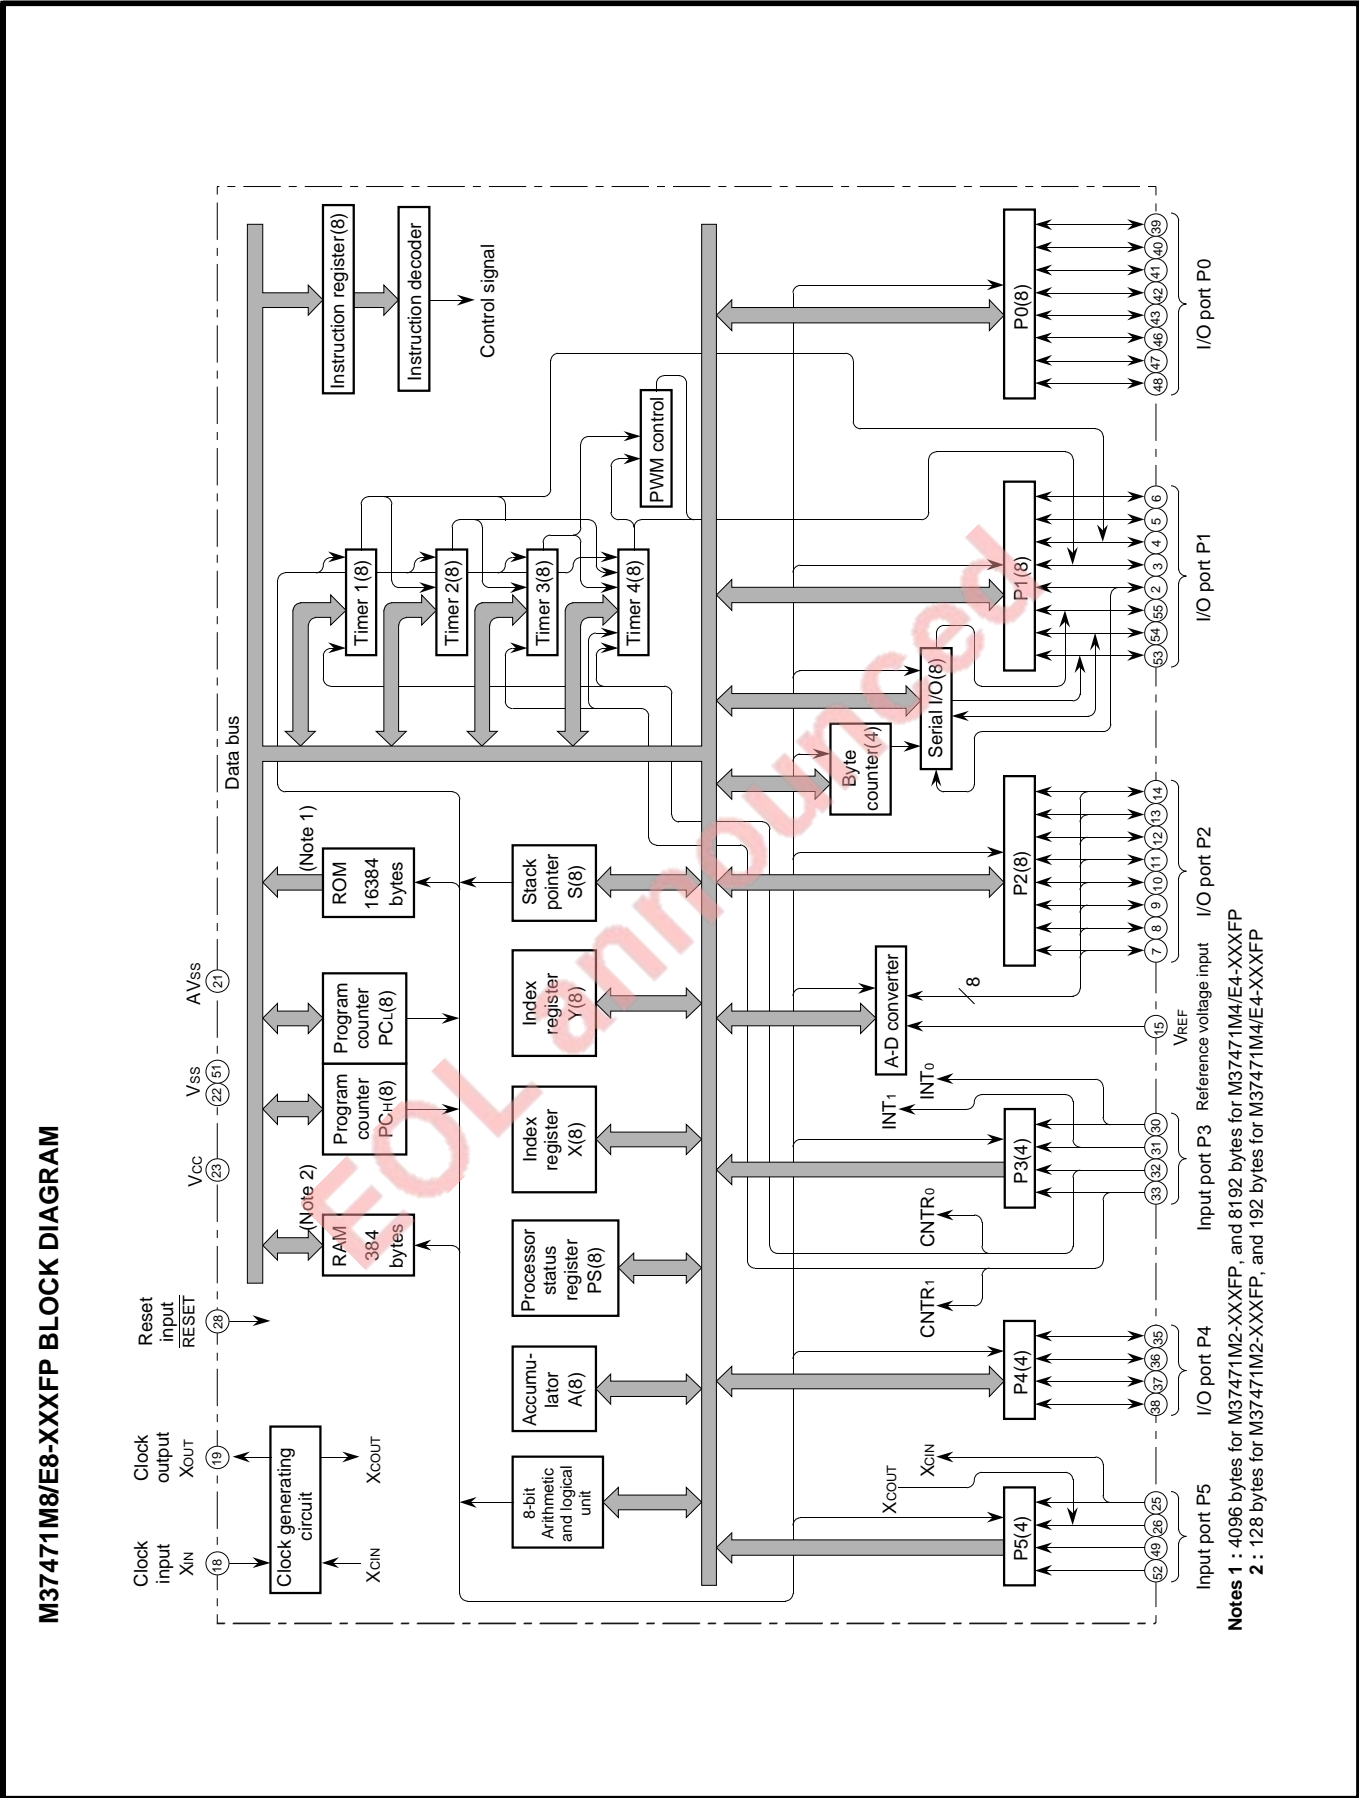 M37471M8/E8-XXXFP BLOCK DIAGRAM
Clock
input
XIN
Clock
output
XOUT
Reset
input
RESET
VCC
VSS
AVSS
18
19
28
23
22
51
21
Clock generating
circuit
XCIN
XCOUT
Data bus
RAM
384
bytes
(Note 2)
Program
counter
PCH(8)
Program
counter
PCL(8)
ROM
16384
bytes
(Note 1)
Instruction register(8)
Instruction decoder
Control signal
Timer 1(8)
Timer 2(8)
Timer 3(8)
Timer 4(8)
PWM control
8-bit
Arithmetic
and logical
unit
Accumu-
lator
A(8)
Processor
status
register
PS(8)
Index
register
X(8)
Index
register
Y(8)
Stack
pointer
S(8)
EOL announced
Byte
counter(4)
Serial I/O(8)
A-D converter
8
XCOUT
XCIN
CNTR1
CNTR0
INT1
INT0
P5(4)
P4(4)
P3(4)
P2(8)
P1(8)
P0(8)
52
49
26
25
38
37
36
35
33
32
31
30
15
7
8
9
10
11
12
13
14
53
54
55
2
3
4
5
6
48
47
46
43
42
41
40
39
VREF
Input port P5
I/O port P4
Input port P3
Reference voltage input
I/O port P2
I/O port P1
I/O port P0
Notes 1 : 4096 bytes for M37471M2-XXXFP, and 8192 bytes for M37471M4/E4-XXXFP
2 : 128 bytes for M37471M2-XXXFP, and 192 bytes for M37471M4/E4-XXXFP